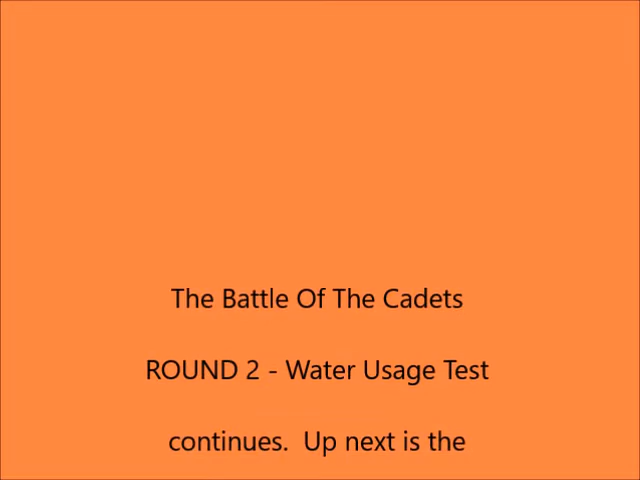 The Battle Of The Cadets
ROUND 2 - Water Usage Test
continues.  Up next is the